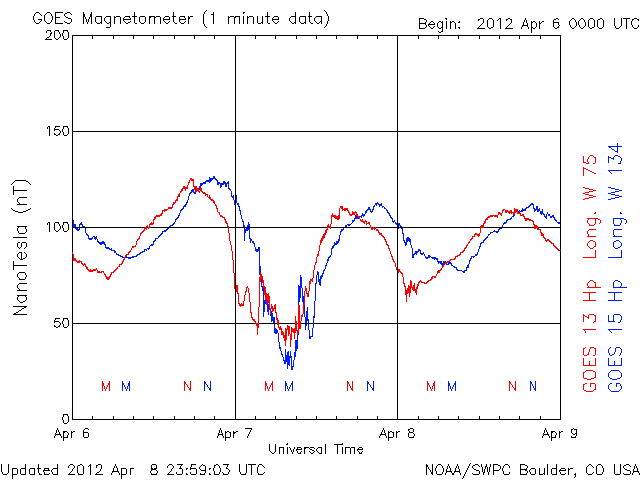 GOES Magnetometer (1 minute data)
Begin: 2012 Apr 6 0000 UTC
200
150
100
50
0
NanoTesla (nT)
M M N N M M N N M M N N
Apr 6 Apr 7 Apr 8 Apr 9
Universal Time
GOES 13 Hp Long. W 75
GOES 15 Hp Long. W 134
Updated 2012 Apr 8 23:59:03 UTC
NOAA/SWPC Boulder, CO USA